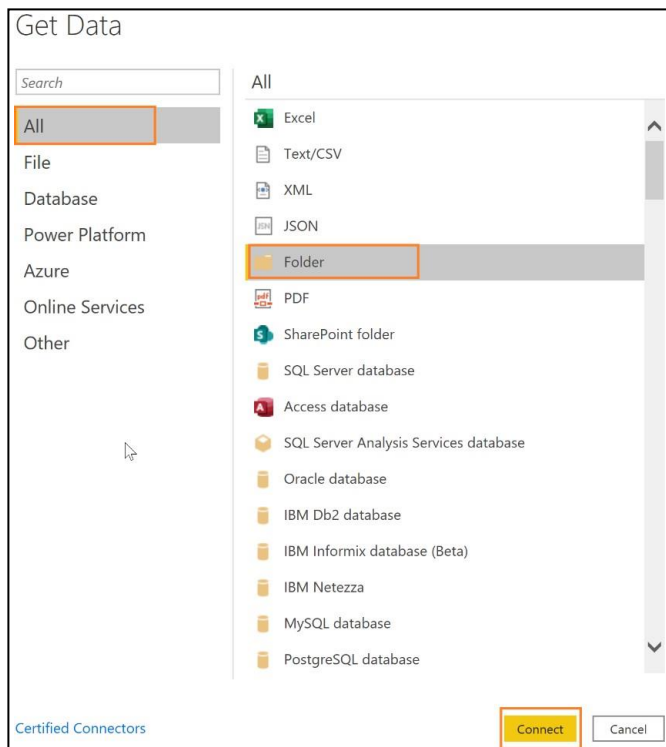 Get Data
Search
All
File
Database
Power Platform
Azure
Online Services
Other
All
Excel
Text/CSV
XML
JSON
Folder
PDF
SharePoint folder
SQL Server database
Access database
SQL Server Analysis Services database
Oracle database
IBM Db2 database
IBM Informix database (Beta)
IBM Netezza
MySQL database
PostgreSQL database
Certified Connectors
Connect
Cancel